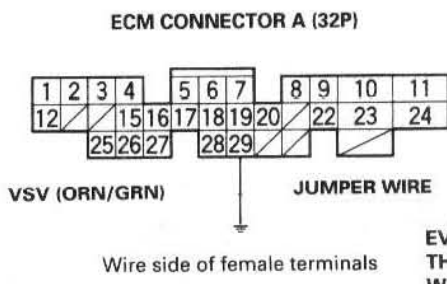 ECM CONNECTOR A (32P)
1 2 3 4 5 6 7 8 9 10 11
12 15 16 17 18 19 20 22 23 24
25 26 27 28 29
VSV (ORN/GRN) JUMPER WIRE
Wire side of female terminals
EV
TH